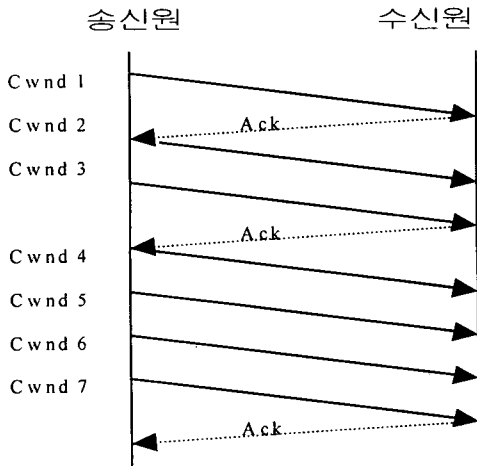 송신원 수신원
Cwnd 1
Cwnd 2 Ack
Cwnd 3
Ack
Cwnd 4
Cwnd 5
Cwnd 6
Cwnd 7
Ack